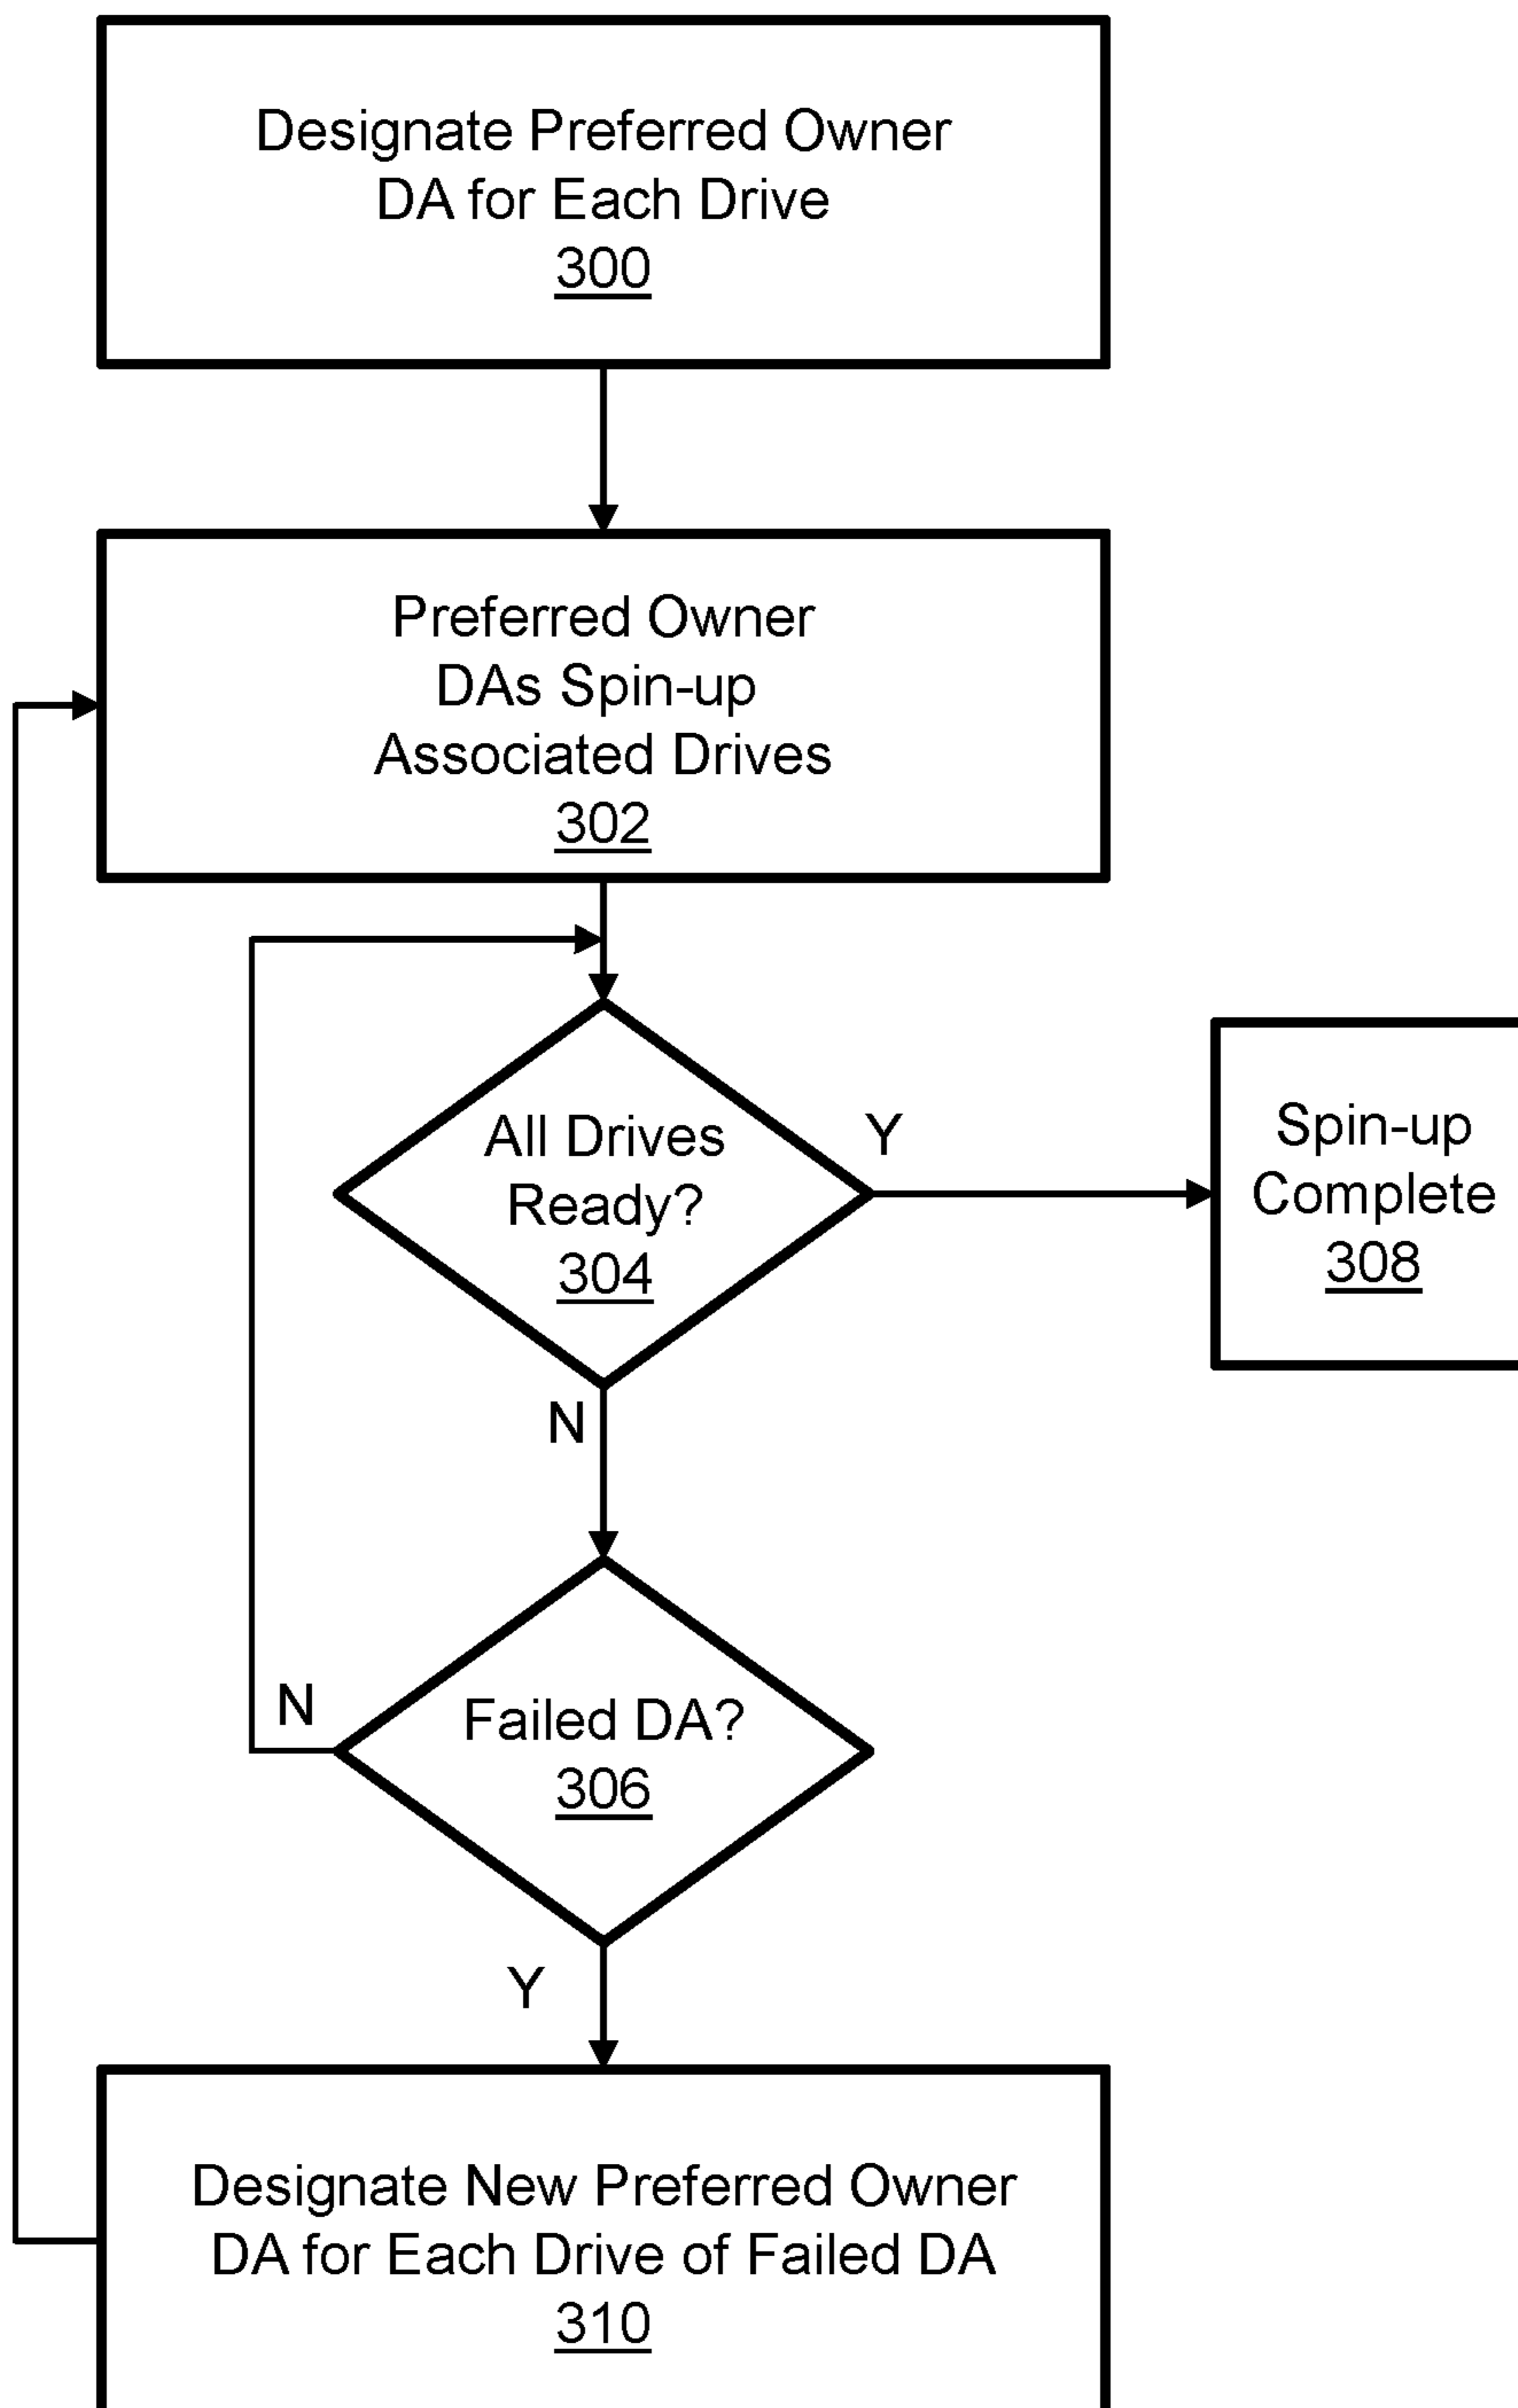 Designate Preferred Owner
DA for Each Drive
300
Preferred Owner
DAs Spin-up
Associated Drives
302
All Drives
Ready?
304
Y
Spin-up
Complete
308
N
N
Failed DA?
306
Y
Designate New Preferred Owner
DA for Each Drive of Failed DA
310